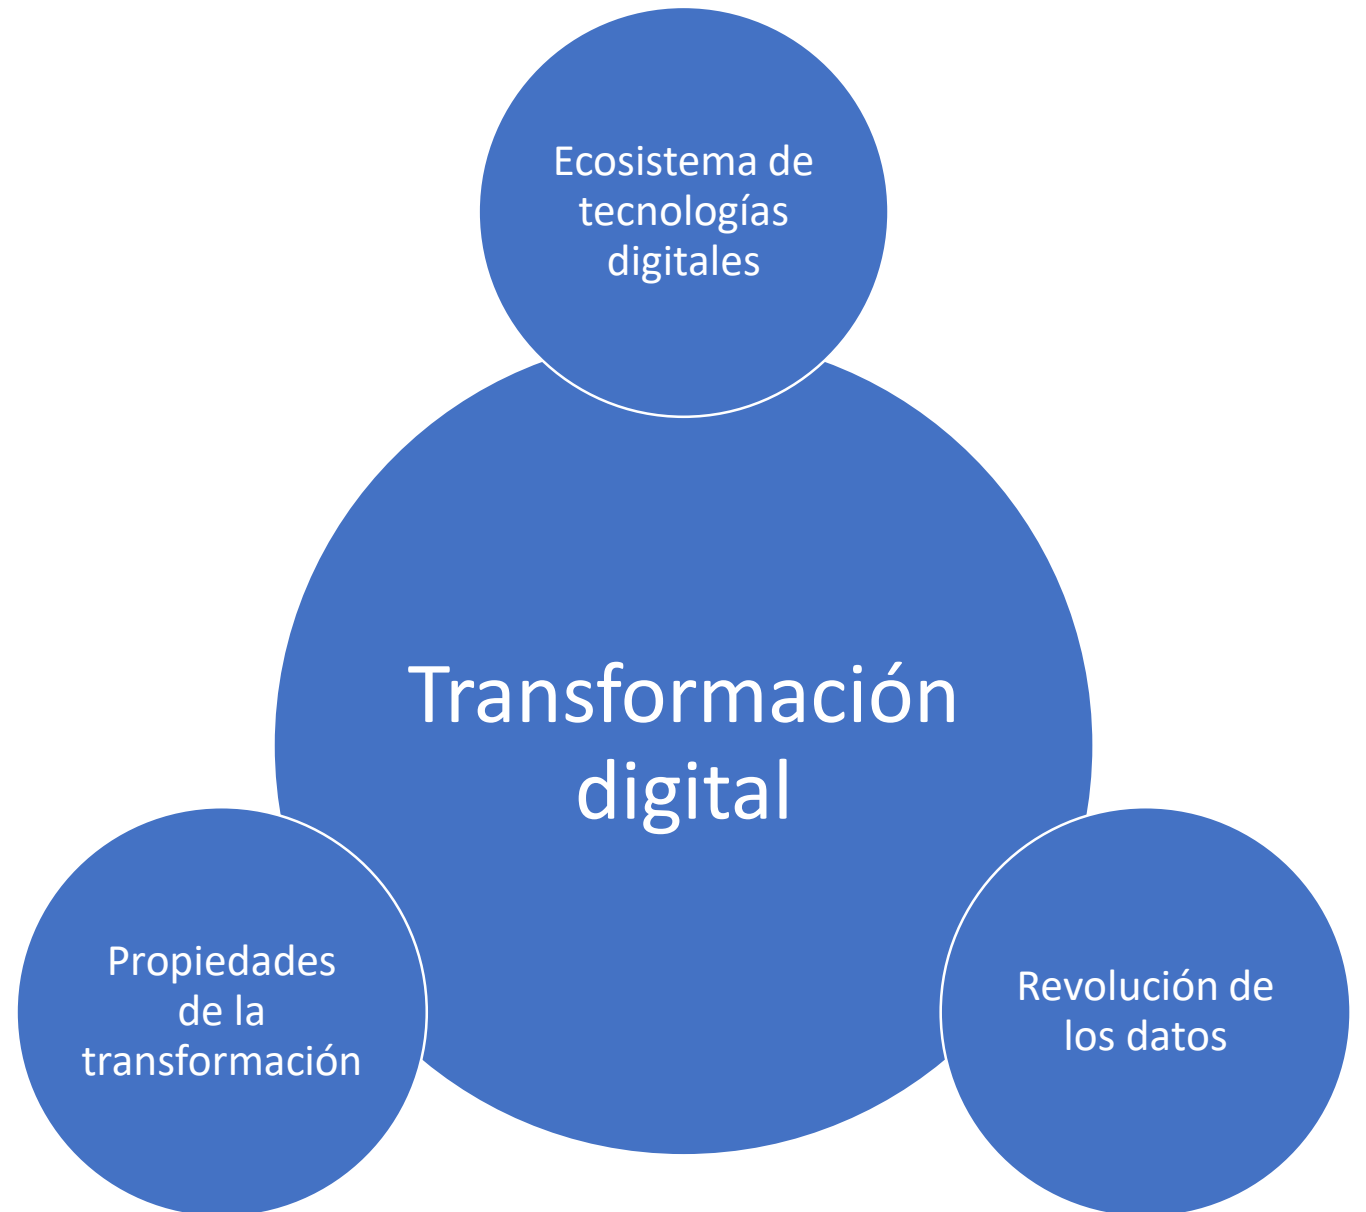 Ecosistema de
tecnologías
digitales
Transformación
digital
Propiedades
de la
transformación
Revolución de
los datos